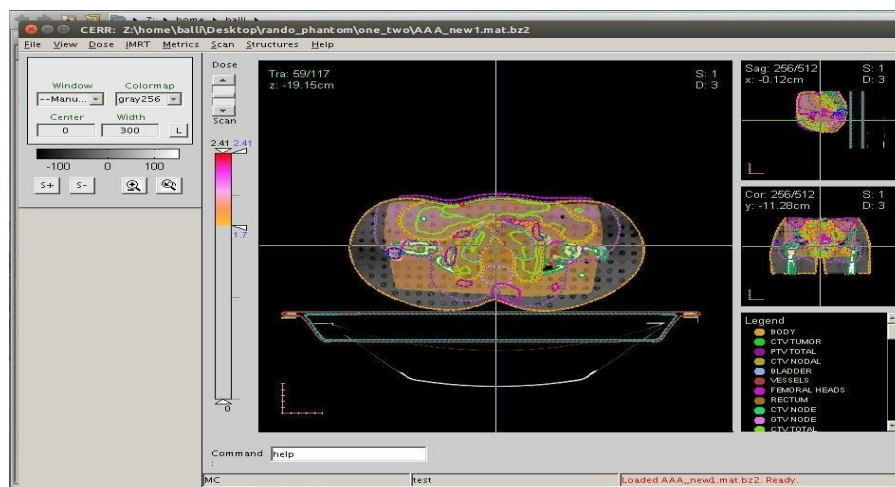 CERR: Z:\home\balli\Desktop\rando_phantom\one_two\AAA_new1.mat.bz2
File View Dose IMRT Metrics Scan Structures Help
Window Colormap
--Manu... gray256
Center Width
0 300 L
-100 0 100
S+ S-
Dose
Scan
2.41 2.41
1.7
0
Tra: 59/117 S: 1
z: -19.15cm D: 3
Sag: 256/512 S: 1
x: -0.12cm D: 3
Cor: 256/512 S: 1
y: -11.28cm D: 3
Legend
BODY
CTV TUMOR
PTV TOTAL
CTV NODAL
BLADDER
VESSELS
FEMORAL HEADS
RECTUM
CTV NODE
GTV NODE
CTV TOTAL
Command help
:
MC test Loaded AAA_new1.mat.bz2. Ready.